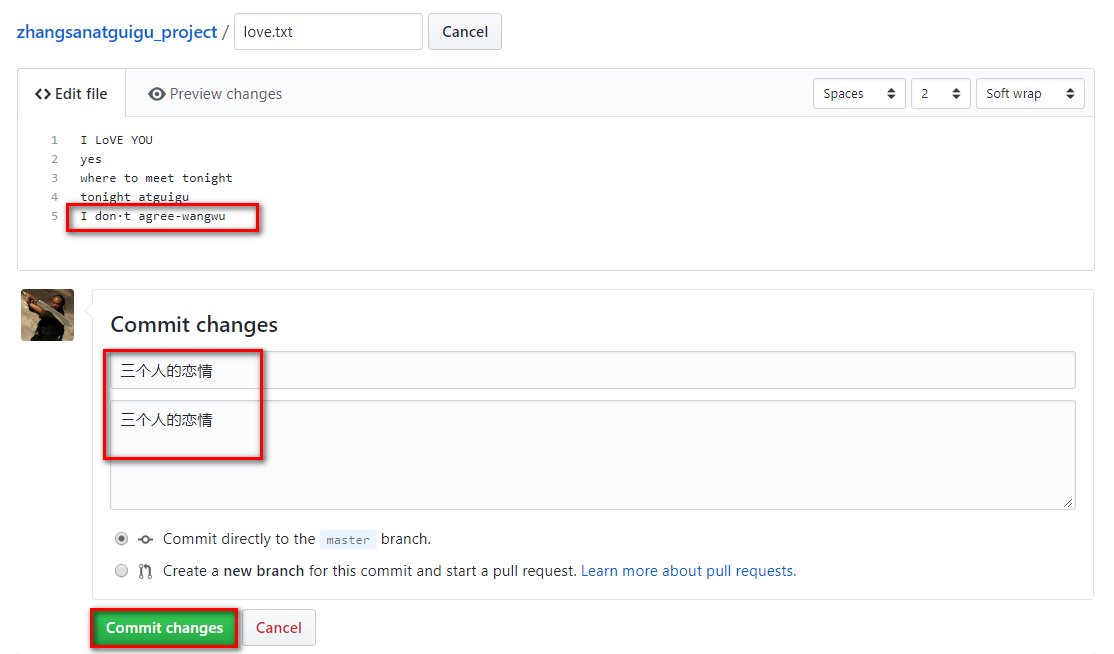 zhangsanatguigu_project / love.txt Cancel
Edit file Preview changes Spaces 2 Soft wrap
1 I LoVE YOU
2 yes
3 where to meet tonight
4 tonight atguigu
5 I don·t agree-wangwu
Commit changes
三个人的恋情
三个人的恋情
Commit directly to the master branch.
Create a new branch for this commit and start a pull request. Learn more about pull requests.
Commit changes Cancel